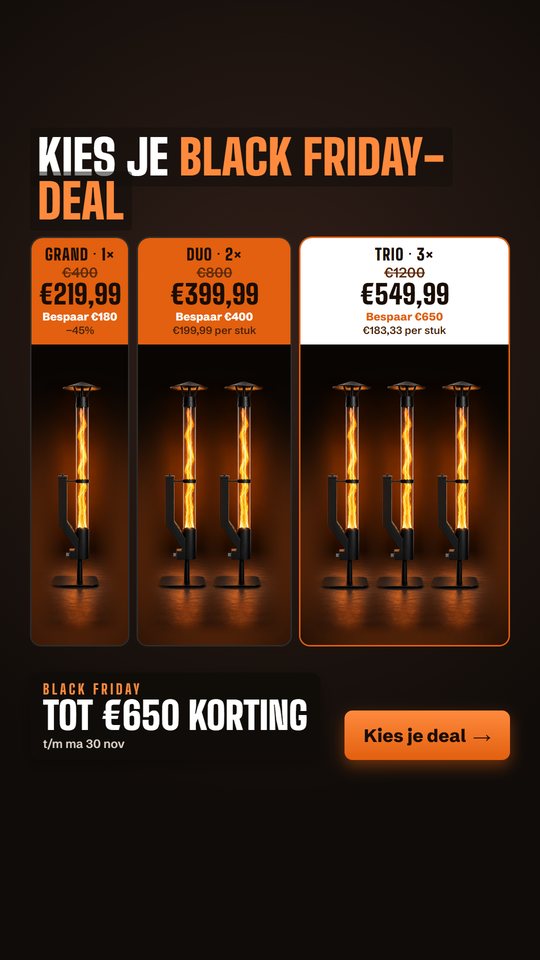 KIES JE BLACK FRIDAY-
DEAL
GRAND · 1×
€400
€219,99
Bespaar €180
−45%
DUO · 2×
€800
€399,99
Bespaar €400
€199,99 per stuk
TRIO · 3×
€1200
€549,99
Bespaar €650
€183,33 per stuk
BLACK FRIDAY
TOT €650 KORTING
t/m ma 30 nov
Kies je deal →